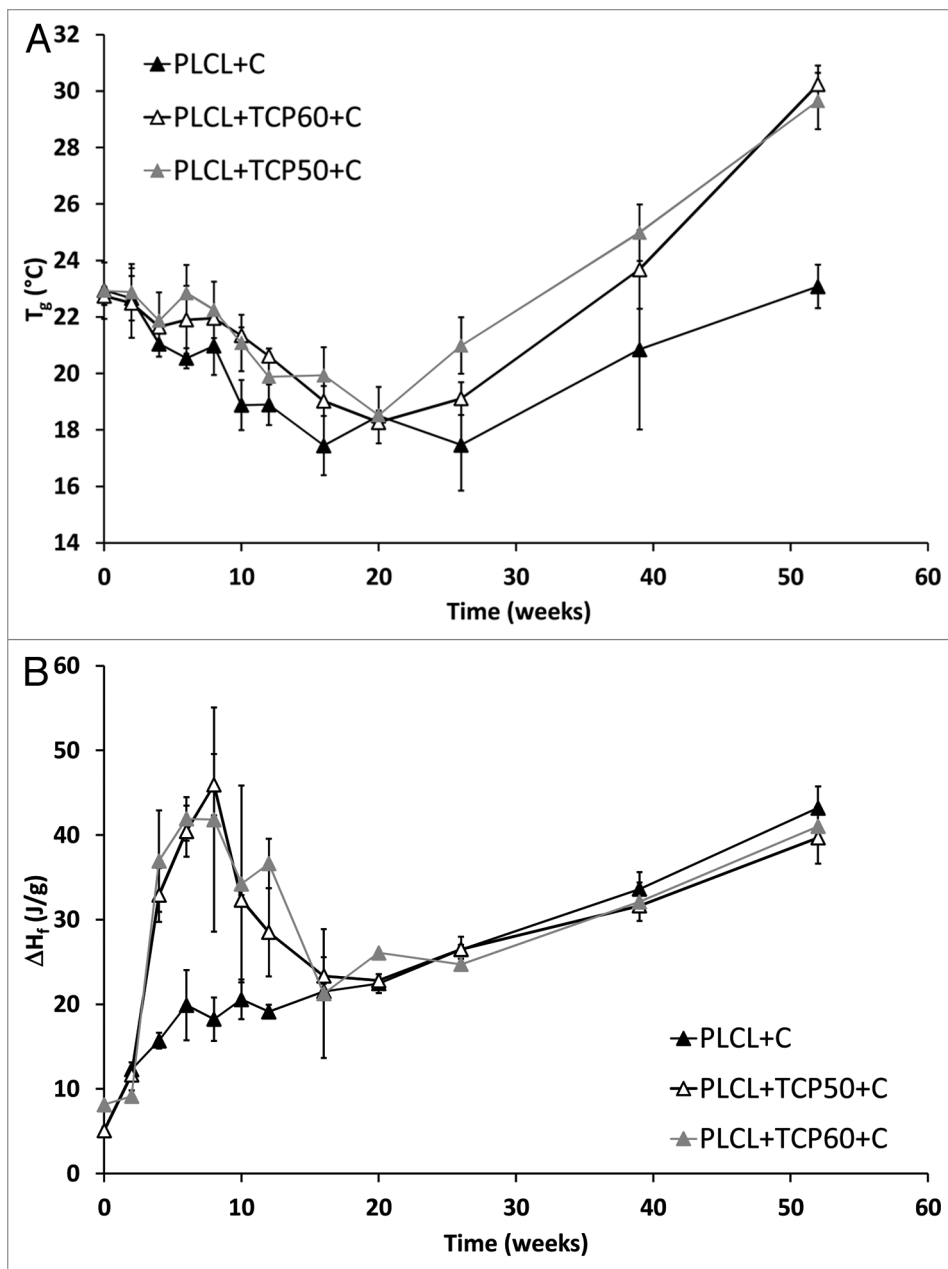 A
32
30
28
26
24
22
20
18
16
14
Tg (°C)
PLCL+C
PLCL+TCP60+C
PLCL+TCP50+C
0 10 20 30 40 50 60
Time (weeks)
B
60
50
40
30
20
10
0
ΔHf (J/g)
PLCL+C
PLCL+TCP50+C
PLCL+TCP60+C
0 10 20 30 40 50 60
Time (weeks)